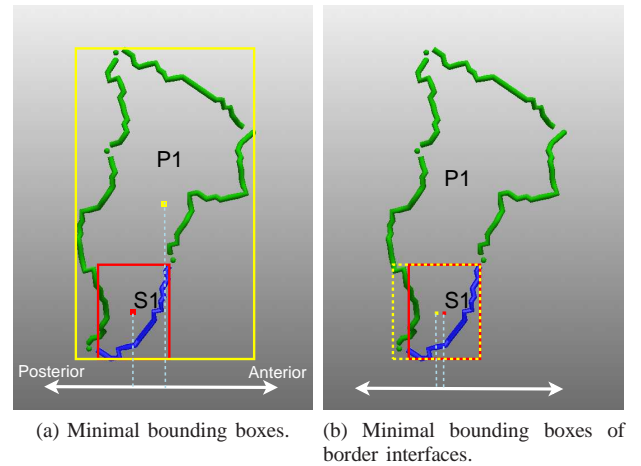 P1
S1
Posterior
Anterior
P1
S1
(a) Minimal bounding boxes.
(b) Minimal bounding boxes of
border interfaces.